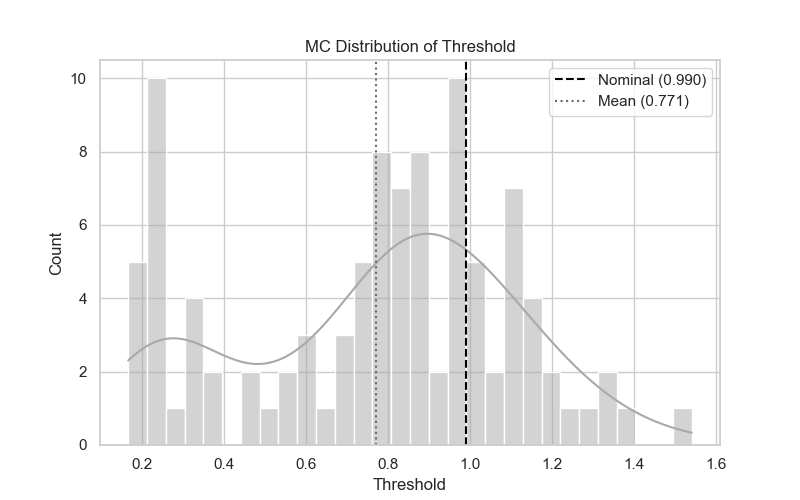 MC Distribution of Threshold
Nominal (0.990)
Mean (0.771)
Count
10
8
6
4
2
0
0.2 0.4 0.6 0.8 1.0 1.2 1.4 1.6
Threshold